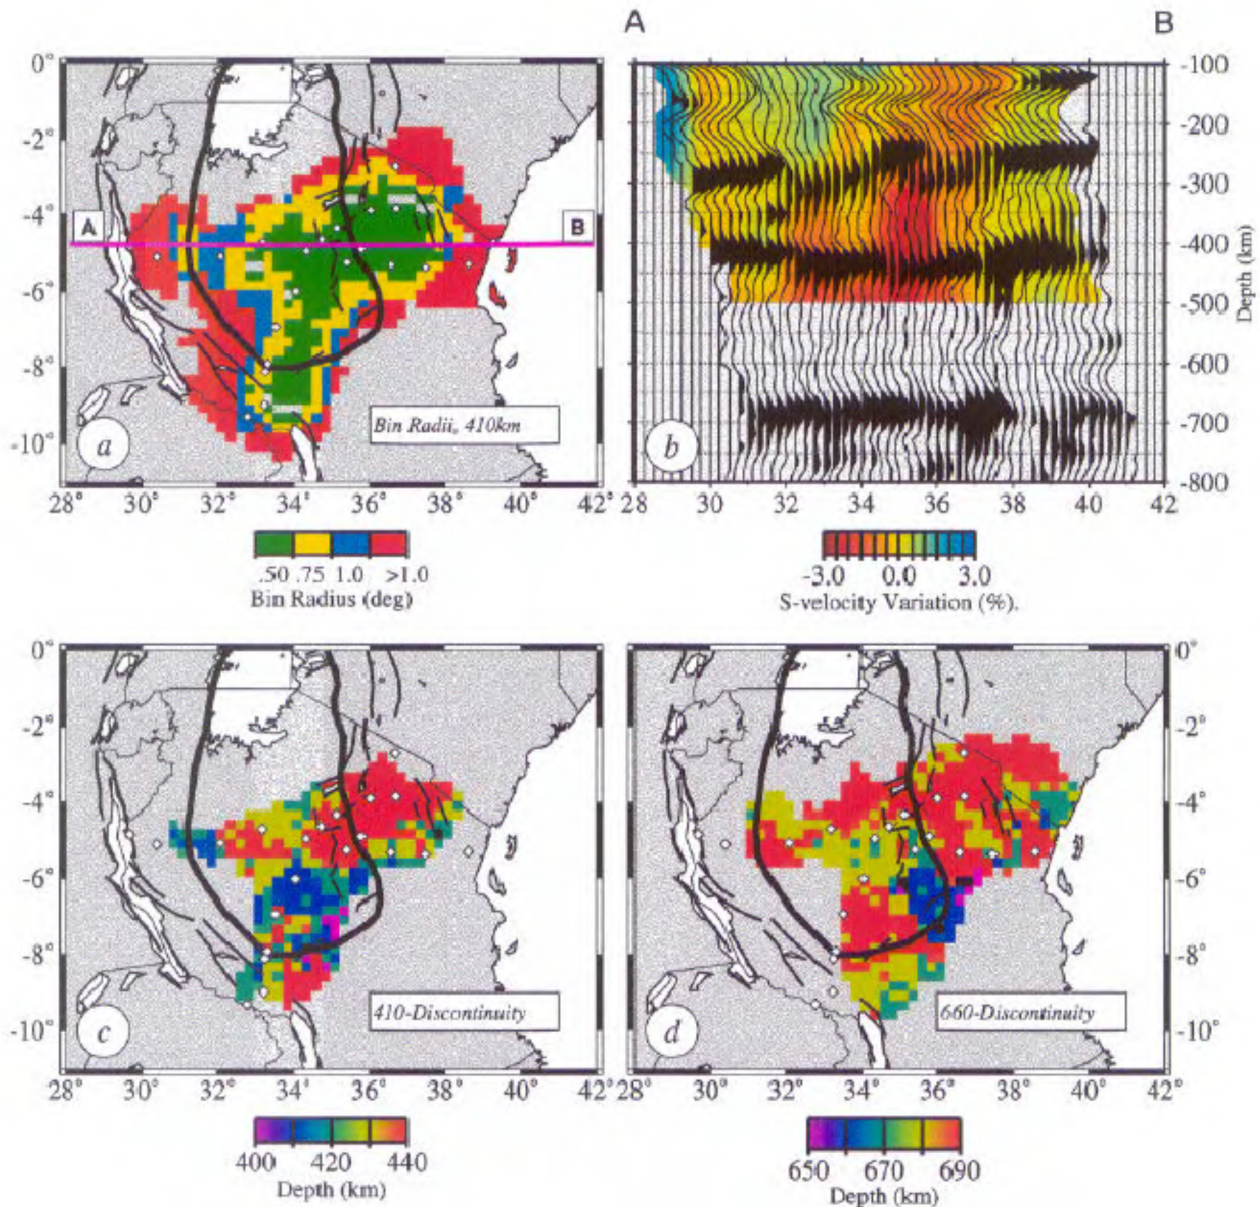 A B
0° -2° -4° -6° -8° -10°
A B
Bin Radii, 410km
a
28° 30° 32° 34° 36° 38° 40° 42°
.50 .75 1.0 >1.0
Bin Radius (deg)
-100 -200 -300 -400 -500 -600 -700 -800
Depth (km)
b
28 30 32 34 36 38 40 42
-3.0 0.0 3.0
S-velocity Variation (%).
0° -2° -4° -6° -8° -10°
410-Discontinuity
c
28° 30° 32° 34° 36° 38° 40° 42°
400 420 440
Depth (km)
0° -2° -4° -6° -8° -10°
660-Discontinuity
d
28° 30° 32° 34° 36° 38° 40° 42°
650 670 690
Depth (km)